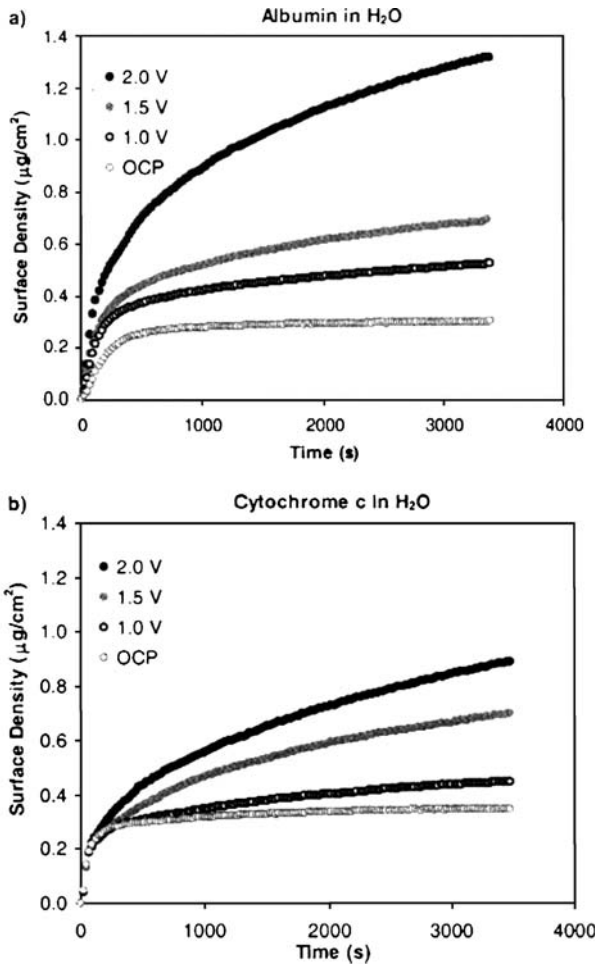 a)
Albumin in H₂O
Surface Density (µg/cm²)
1.4
1.2
1.0
0.8
0.6
0.4
0.2
0.0
2.0 V
1.5 V
1.0 V
OCP
0 1000 2000 3000 4000
Time (s)
b)
Cytochrome c In H₂O
Surface Density (µg/cm²)
1.4
1.2
1.0
0.8
0.6
0.4
0.2
0.0
2.0 V
1.5 V
1.0 V
OCP
0 1000 2000 3000 4000
Time (s)